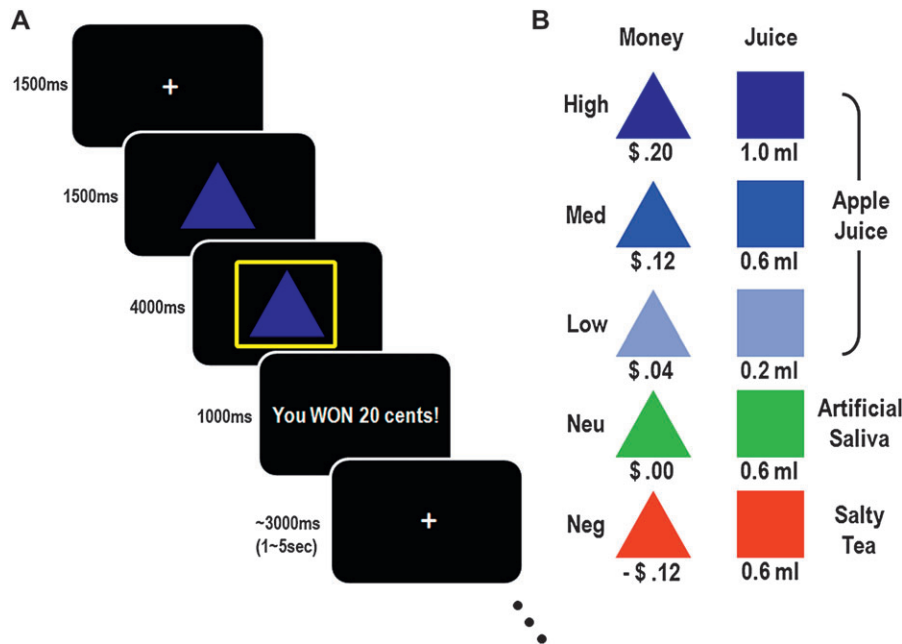 A
1500ms
+
1500ms
4000ms
1000ms
You WON 20 cents!
~3000ms
(1~5sec)
+
B
Money
Juice
High
$ .20
1.0 ml
Med
$ .12
0.6 ml
Apple
Juice
Low
$ .04
0.2 ml
Neu
$ .00
0.6 ml
Artificial
Saliva
Neg
- $ .12
0.6 ml
Salty
Tea